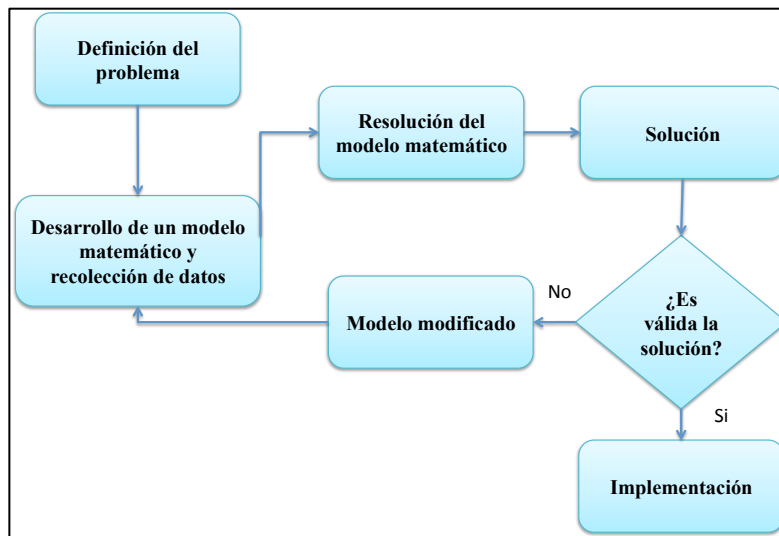 Definición del
problema
Resolución del
modelo matemático
Solución
Desarrollo de un modelo
matemático y
recolección de datos
Modelo modificado
No
¿Es
válida la
solución?
Si
Implementación